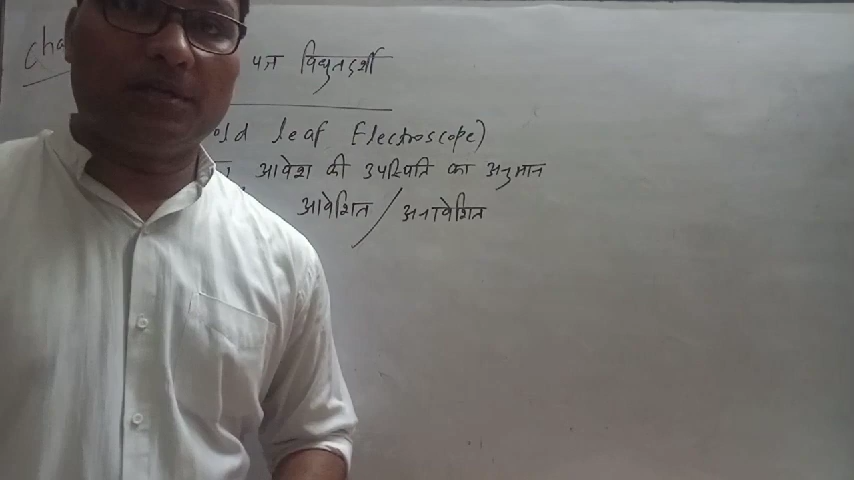 Cha
पत्र विद्युतदर्शी
old leaf Electroscope)
आवेश की उपस्थिति का अनुमान
आवेशित / अनावेशित